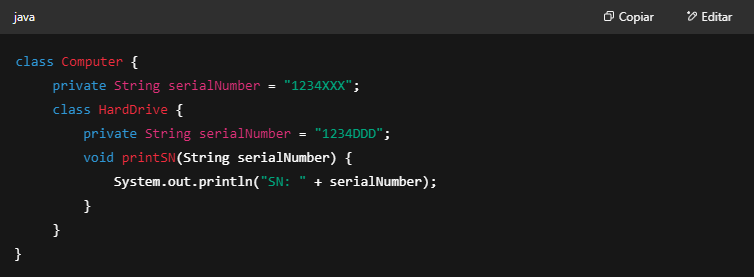 java Copiar Editar
class Computer {
private String serialNumber = "1234XXX";
class HardDrive {
private String serialNumber = "1234DDD";
void printSN(String serialNumber) {
System.out.println("SN: " + serialNumber);
}
}
}